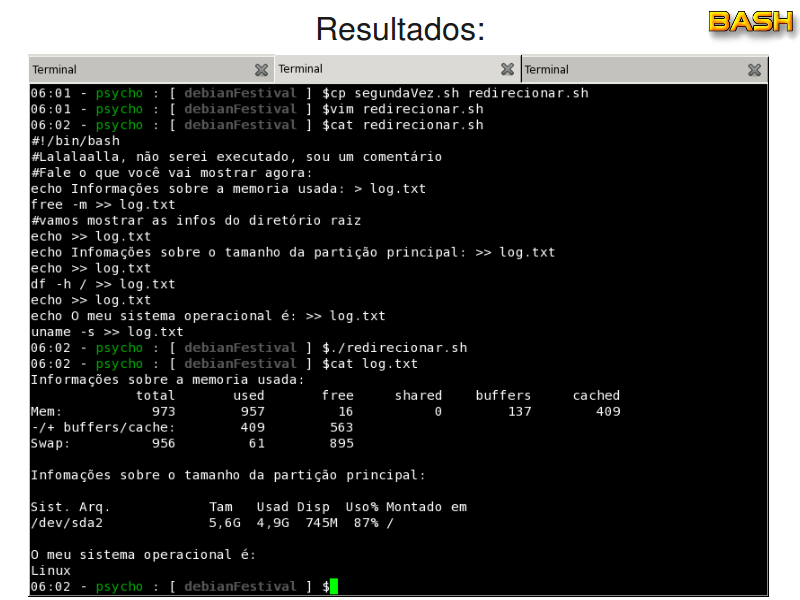 Resultados:
BASH
Terminal Terminal Terminal
06:01 - psycho : [ debianFestival ] $cp segundaVez.sh redirecionar.sh
06:01 - psycho : [ debianFestival ] $vim redirecionar.sh
06:02 - psycho : [ debianFestival ] $cat redirecionar.sh
#!/bin/bash
#Lalalaalla, não serei executado, sou um comentário
#Fale o que você vai mostrar agora:
echo Informações sobre a memoria usada: > log.txt
free -m >> log.txt
#vamos mostrar as infos do diretório raiz
echo >> log.txt
echo Infomações sobre o tamanho da partição principal: >> log.txt
echo >> log.txt
df -h / >> log.txt
echo >> log.txt
echo O meu sistema operacional é: >> log.txt
uname -s >> log.txt
06:02 - psycho : [ debianFestival ] $./redirecionar.sh
06:02 - psycho : [ debianFestival ] $cat log.txt
Informações sobre a memoria usada:
total used free shared buffers cached
Mem: 973 957 16 0 137 409
-/+ buffers/cache: 409 563
Swap: 956 61 895
Infomações sobre o tamanho da partição principal:
Sist. Arq. Tam Usad Disp Uso% Montado em
/dev/sda2 5,6G 4,9G 745M 87% /
O meu sistema operacional é:
Linux
06:02 - psycho : [ debianFestival ] $